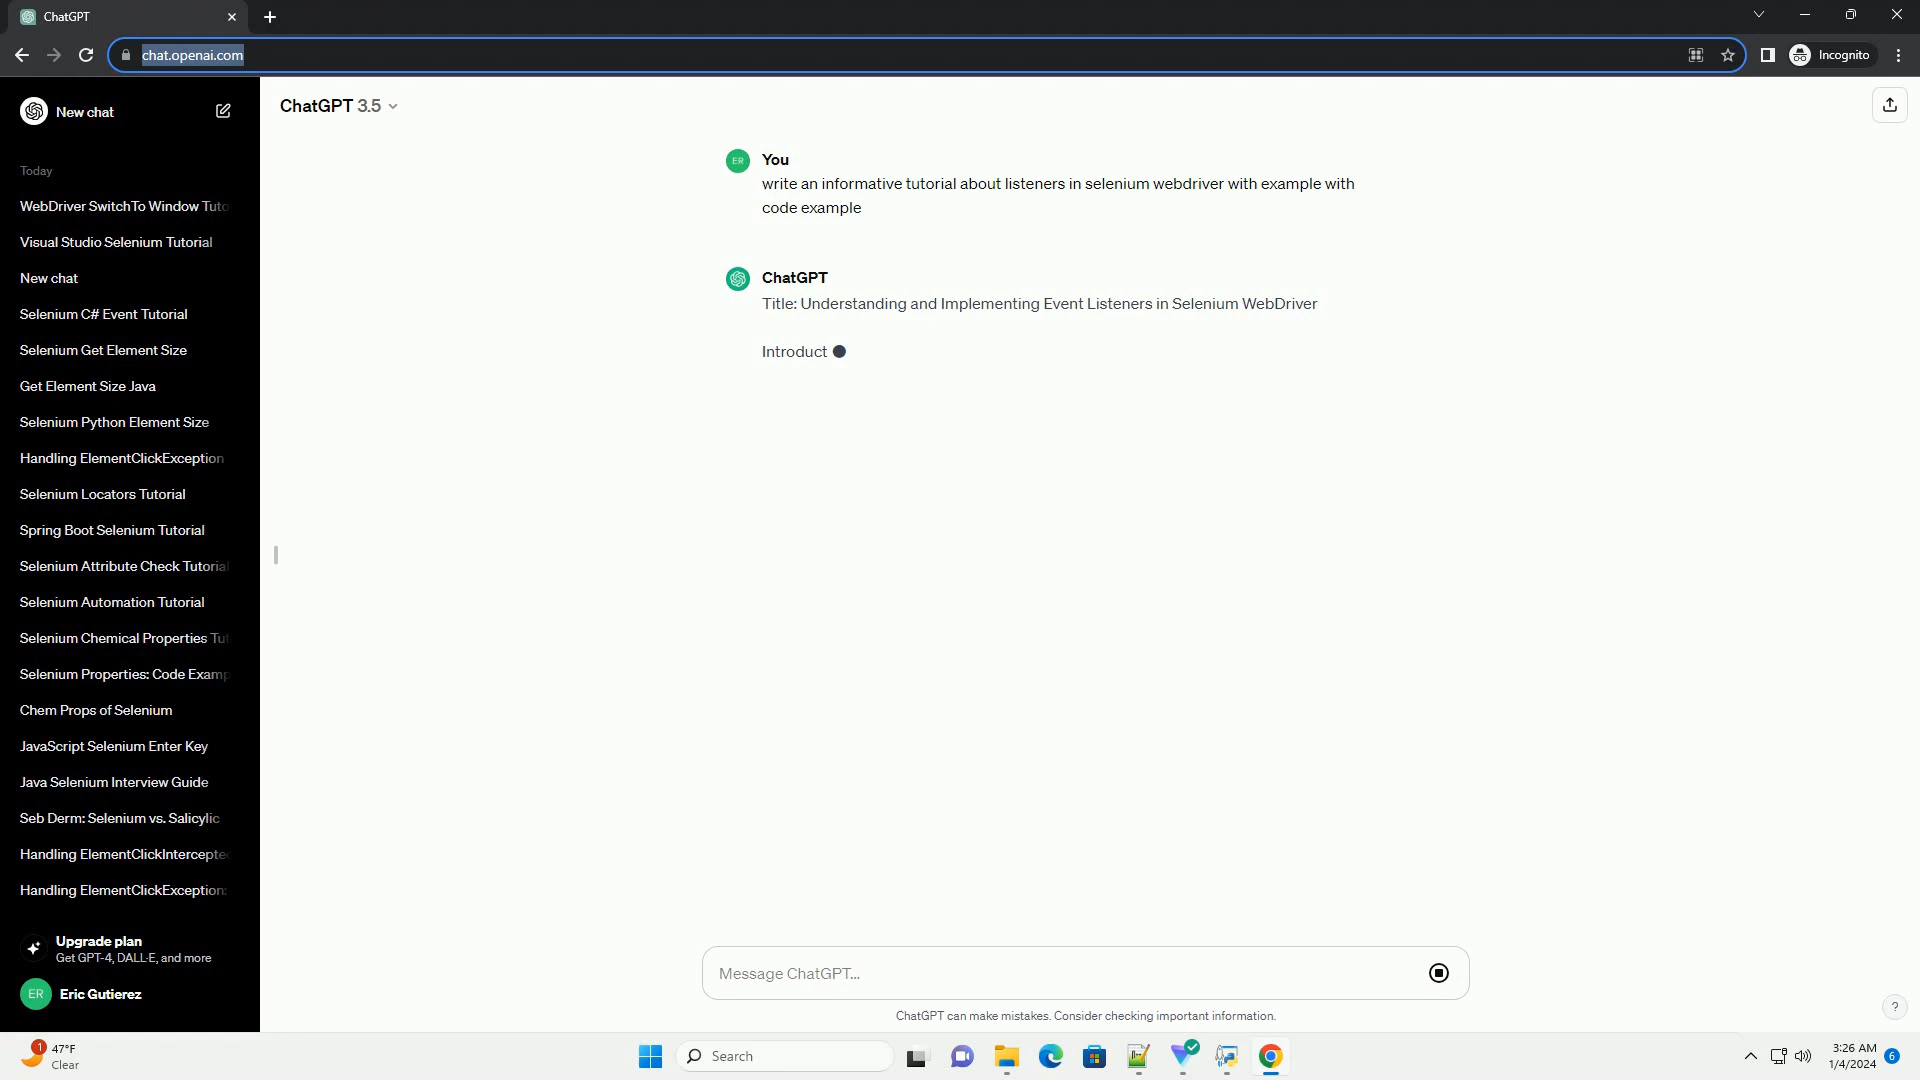 ChatGPT
chat.openai.com
Incognito
New chat
Today
WebDriver SwitchTo Window Tuto
Visual Studio Selenium Tutorial
New chat
Selenium C# Event Tutorial
Selenium Get Element Size
Get Element Size Java
Selenium Python Element Size
Handling ElementClickException
Selenium Locators Tutorial
Spring Boot Selenium Tutorial
Selenium Attribute Check Tutorial
Selenium Automation Tutorial
Selenium Chemical Properties Tut
Selenium Properties: Code Examp
Chem Props of Selenium
JavaScript Selenium Enter Key
Java Selenium Interview Guide
Seb Derm: Selenium vs. Salicylic
Handling ElementClickIntercepted
Handling ElementClickException:
Upgrade plan
Get GPT-4, DALL·E, and more
ER
Eric Gutierez
ChatGPT 3.5
ER
You
write an informative tutorial about listeners in selenium webdriver with example with
code example
ChatGPT
Title: Understanding and Implementing Event Listeners in Selenium WebDriver
Introduct
Message ChatGPT...
ChatGPT can make mistakes. Consider checking important information.
?
1
47°F
Clear
Search
3:26 AM
1/4/2024
6